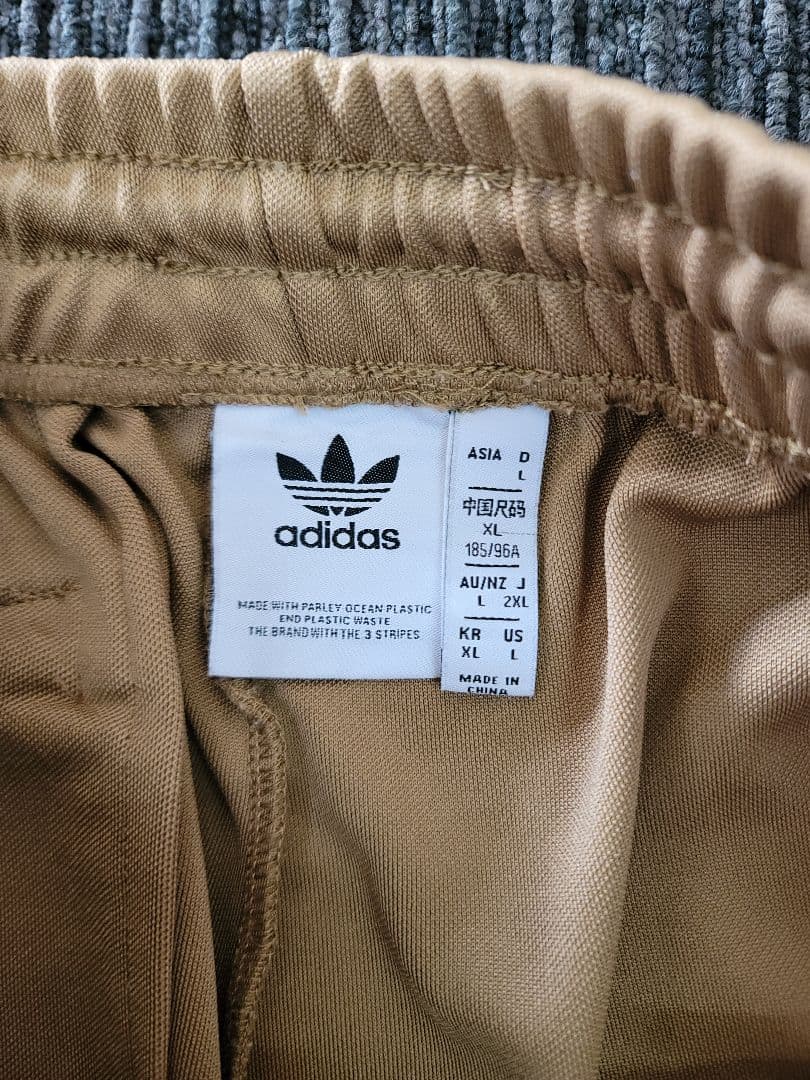 adidas
MADE WITH PARLEY OCEAN PLASTIC
END PLASTIC WASTE
THE BRAND WITH THE 3 STRIPES
ASIA D
L
中国尺码
XL
185/96A
AU/NZ J
L 2XL
KR US
XL L
MADE IN
CHINA